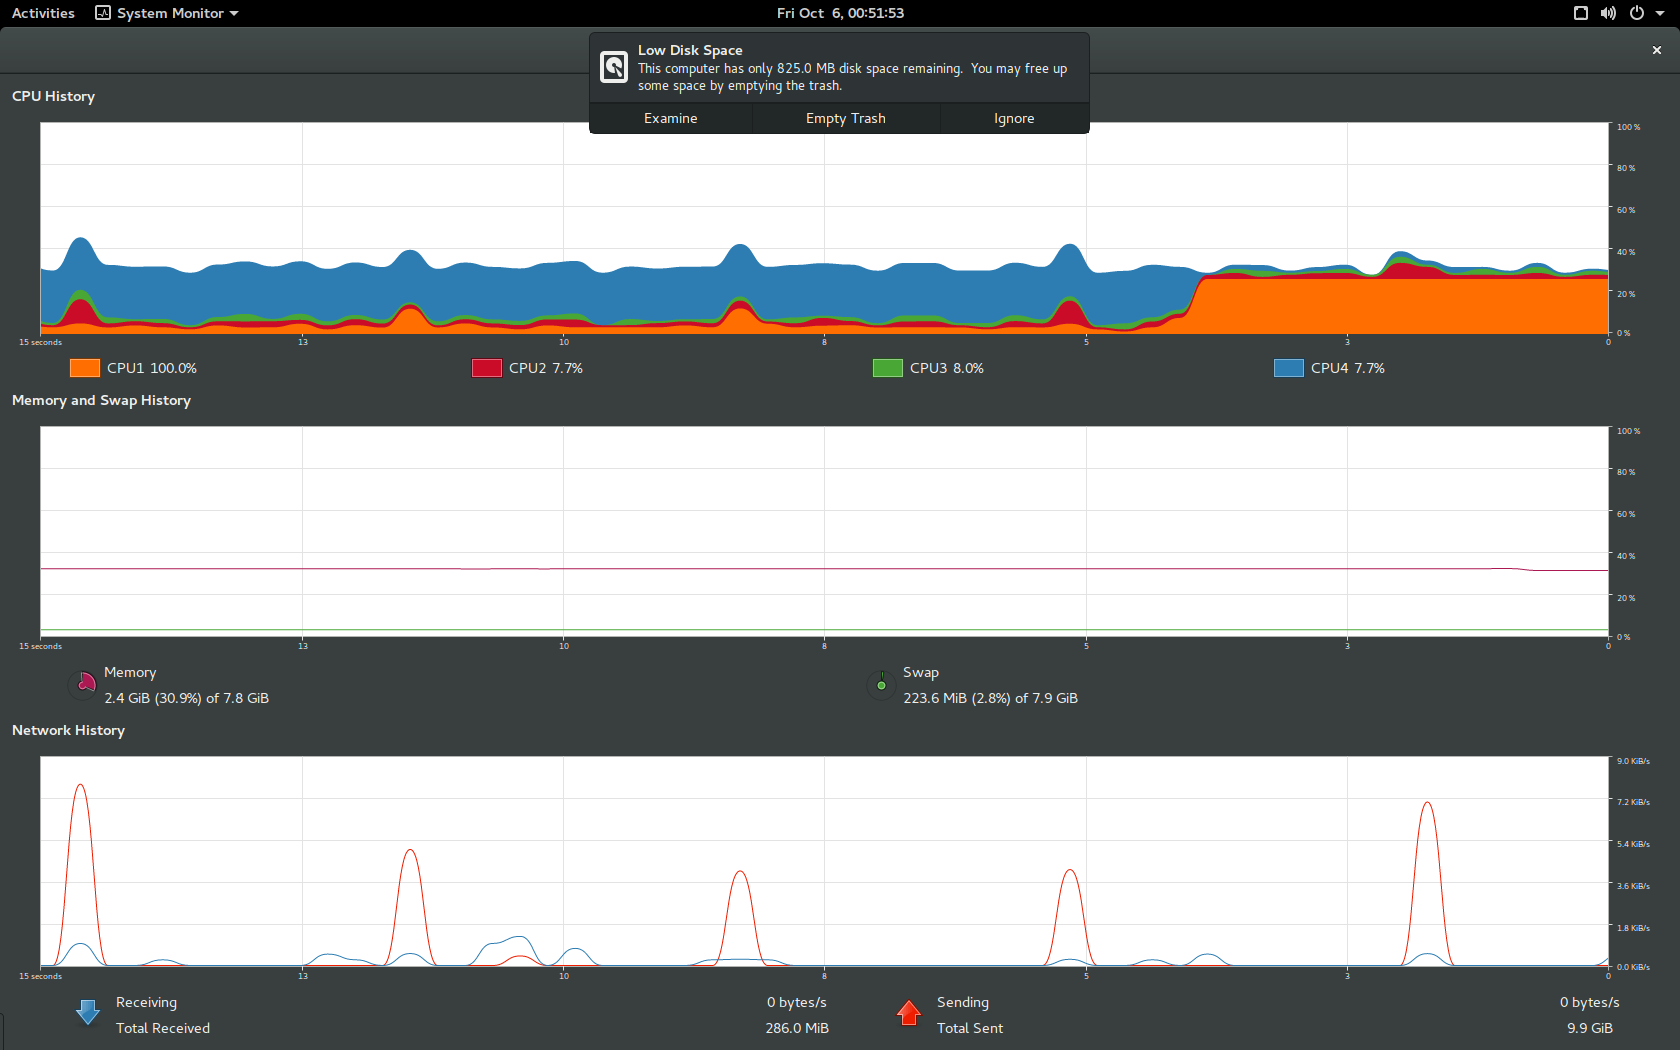 Activities
System Monitor
Fri Oct 6, 00:51:53
Low Disk Space
This computer has only 825.0 MB disk space remaining. You may free up
some space by emptying the trash.
Examine Empty Trash Ignore
CPU History
100 %
80 %
60 %
40 %
20 %
0 %
15 seconds 13 10 8 5 3 0
CPU1 100.0% CPU2 7.7% CPU3 8.0% CPU4 7.7%
Memory and Swap History
100 %
80 %
60 %
40 %
20 %
0 %
15 seconds 13 10 8 5 3 0
Memory
2.4 GiB (30.9%) of 7.8 GiB
Swap
223.6 MiB (2.8%) of 7.9 GiB
Network History
9.0 KiB/s
7.2 KiB/s
5.4 KiB/s
3.6 KiB/s
1.8 KiB/s
0.0 KiB/s
15 seconds 13 10 8 5 3 0
Receiving 0 bytes/s
Total Received 286.0 MiB
Sending 0 bytes/s
Total Sent 9.9 GiB